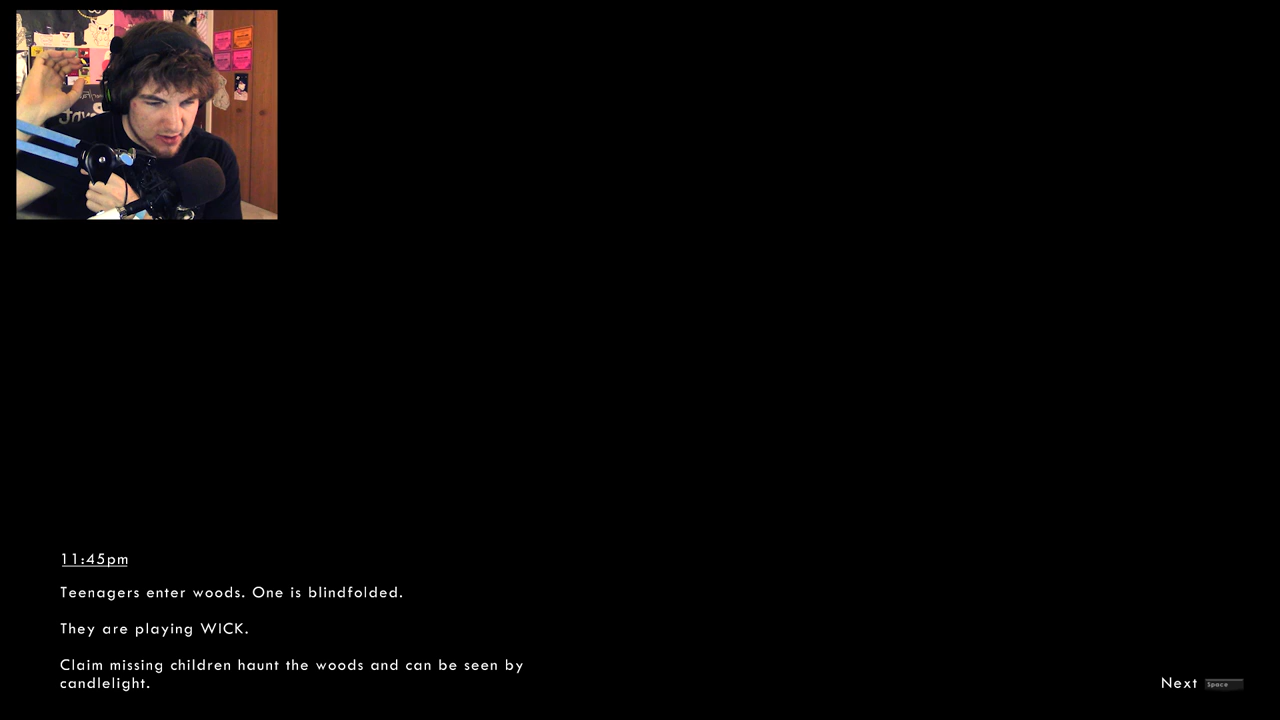 11:45pm
Teenagers enter woods. One is blindfolded.
They are playing WICK.
Claim missing children haunt the woods and can be seen by
candlelight.
Next Space